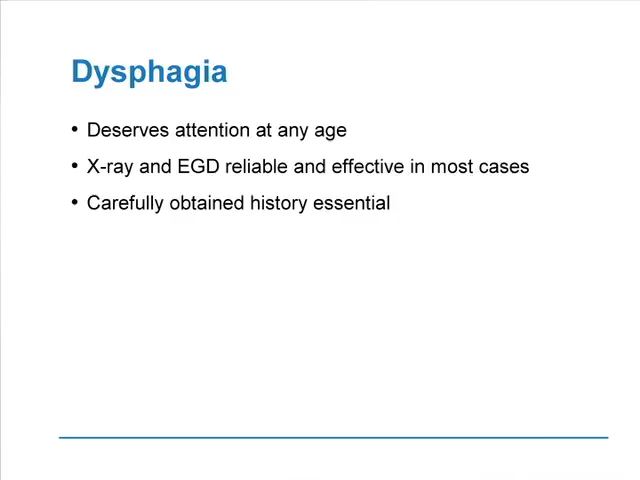 Dysphagia
• Deserves attention at any age
• X-ray and EGD reliable and effective in most cases
• Carefully obtained history essential